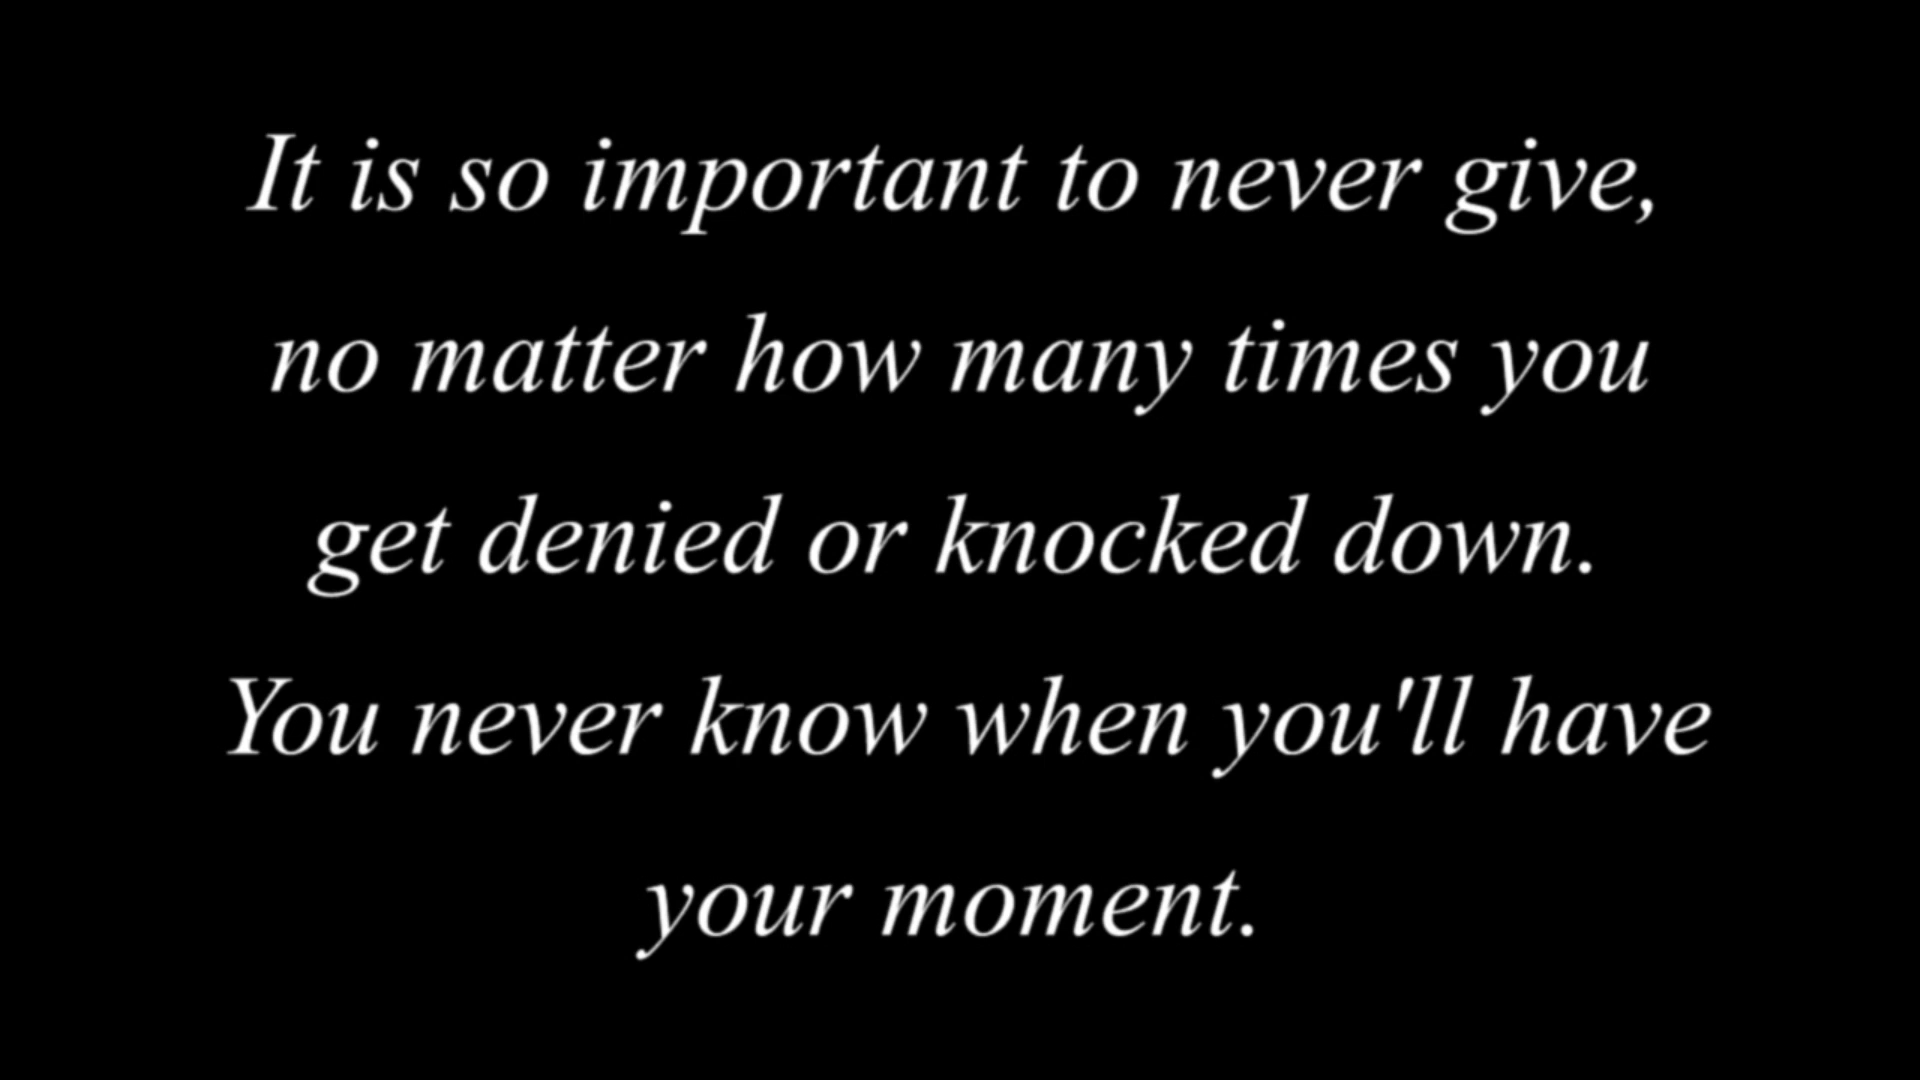 It is so important to never give,
no matter how many times you
get denied or knocked down.
You never know when you'll have
your moment.